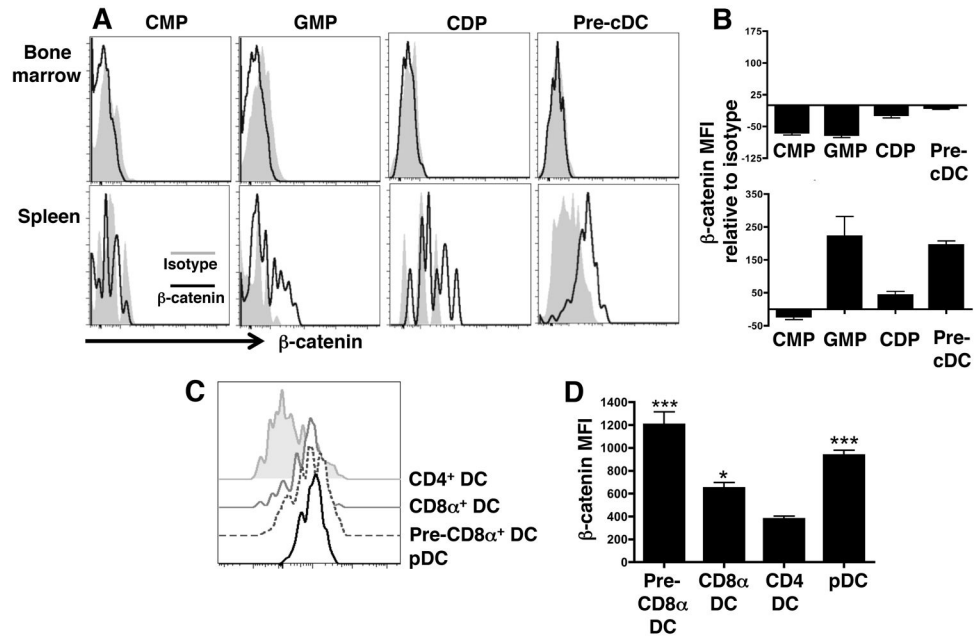 A
CMP
GMP
CDP
Pre-cDC
Bone
marrow
Spleen
Isotype
β-catenin
β-catenin
B
β-catenin MFI
relative to isotype
175
100
25
-50
-125
CMP
GMP
CDP
Pre-
cDC
350
250
150
50
-50
CMP
GMP
CDP
Pre-
cDC
C
CD4⁺ DC
CD8α⁺ DC
Pre-CD8α⁺ DC
pDC
D
β-catenin MFI
1400
1200
1000
800
600
400
200
0
***
*
***
Pre-
CD8α
DC
CD8α
DC
CD4
DC
pDC